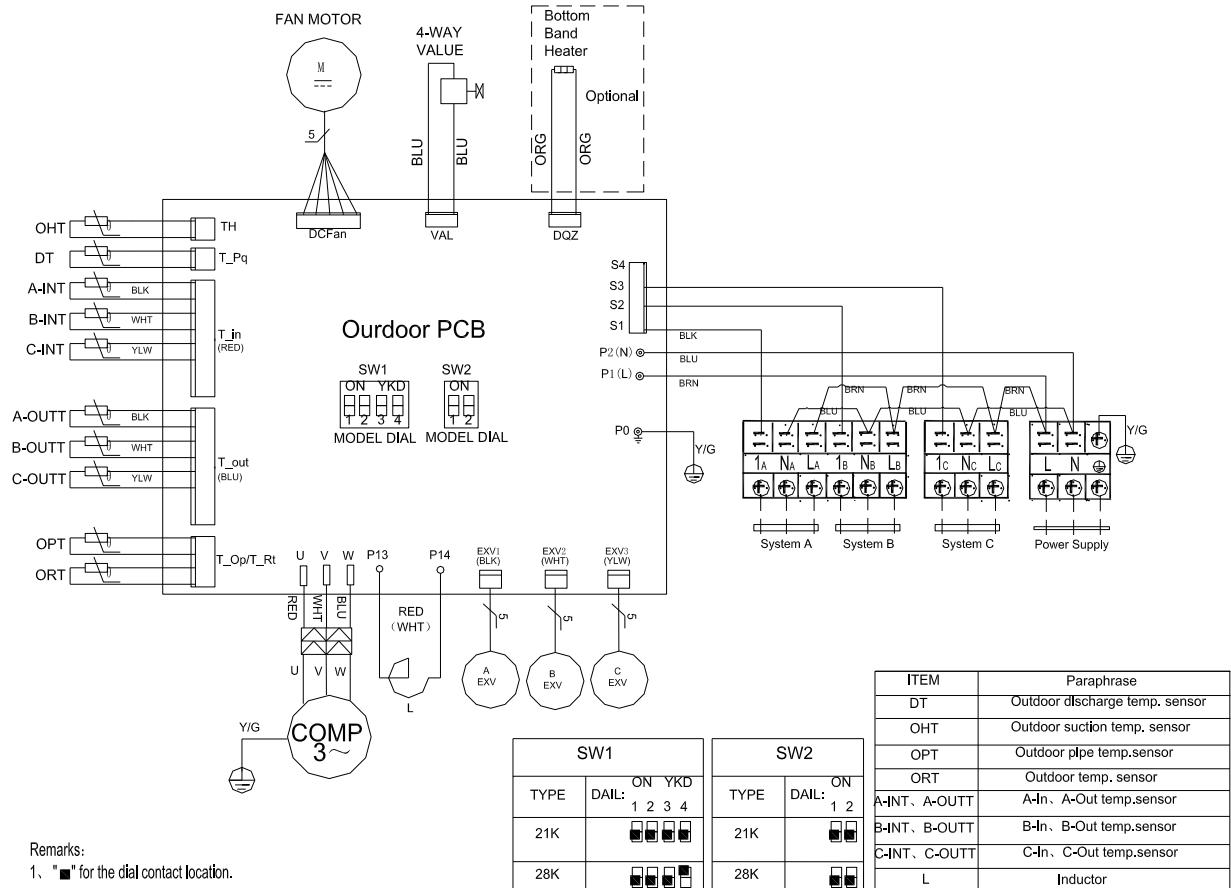 FAN MOTOR
M
5
4-WAY
VALUE
BLU
BLU
Bottom
Band
Heater
Optional
ORG
ORG
OHT
TH
DCFan
VAL
DQZ
DT
T_Pq
A-INT
BLK
B-INT
WHT
T_in
(RED)
C-INT
YLW
Ourdoor PCB
SW1
ON YKD
1 2 3 4
MODEL DIAL
SW2
ON
1 2
MODEL DIAL
S4
S3
S2
S1
BLK
P2(N)
BLU
P1(L)
BRN
P0
Y/G
BRN
BRN
BRN
BLU
BLU
BLU
Y/G
1A NA LA 1B NB LB
1C NC LC
L N
System A
System B
System C
Power Supply
A-OUTT
BLK
B-OUTT
WHT
T_out
(BLU)
C-OUTT
YLW
OPT
T_Op/T_Rt
ORT
U V W
P13
P14
EXV1
(BLK)
EXV2
(WHT)
EXV3
(YLW)
RED
WHT
BLU
RED
(WHT)
5
5
5
U V W
L
A
EXV
B
EXV
C
EXV
Y/G
COMP
3~
SW1
TYPE DAIL: ON YKD
1 2 3 4
21K
28K
SW2
TYPE DAIL: ON
1 2
21K
28K
ITEM Paraphrase
DT Outdoor discharge temp. sensor
OHT Outdoor suction temp. sensor
OPT Outdoor pipe temp.sensor
ORT Outdoor temp. sensor
A-INT、A-OUTT A-In、A-Out temp.sensor
B-INT、B-OUTT B-In、B-Out temp.sensor
C-INT、C-OUTT C-In、C-Out temp.sensor
L Inductor
Remarks:
1、"■" for the dial contact location.